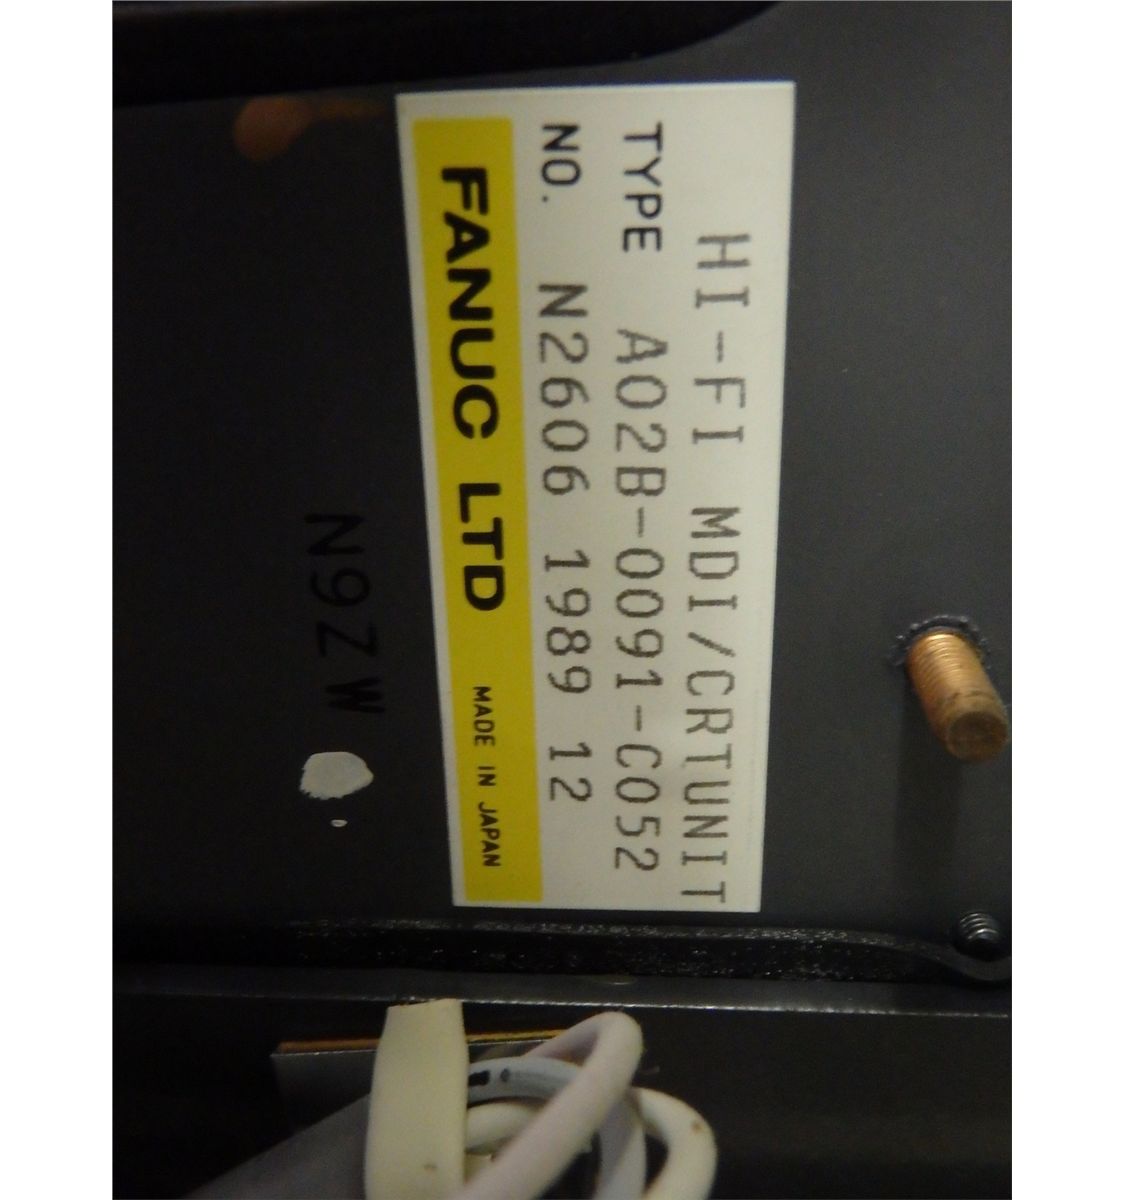 HI-FI MDI/CRTUNIT
TYPE A02B-0091-C052
NO. N2606 1989 12
FANUC LTD MADE IN JAPAN
N9ZW